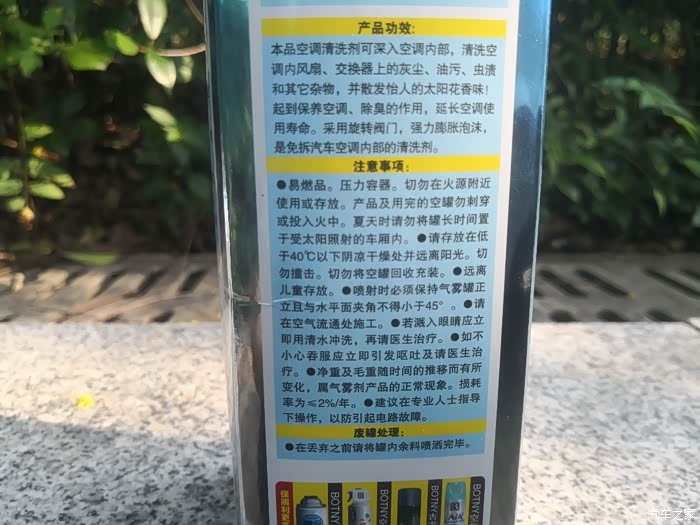 产品功效:
本品空调清洗剂可深入空调内部，清洗空
调内风扇、交换器上的灰尘、油污、虫渍
和其它杂物，并散发怡人的太阳花香味!
起到保养空调、除臭的作用，延长空调使
用寿命。采用旋转阀门，强力膨胀泡沫，
是免拆汽车空调内部的清洗剂。
注意事項:
●易燃品。压力容器。切勿在火源附近
使用或存放。产品及用完的空罐勿刺穿
或投入火中。夏天时请勿将罐长时间置
于受太阳照射的车厢内。●请存放在低
于40℃以下阴凉干燥处并远离阳光。切
勿撞击。切勿将空罐回收充装。●远离
儿童存放。●喷射时必须保持气雾罐正
立且与水平面夹角不得小于45°。●请
在空气流通处施工。●若溅入眼睛应立
即用清水冲洗，再请医生治疗。●如不
小心吞服应立即引发呕吐及请医生治
疗。●净重及毛重随时间的推移而有所
变化，属气雾剂产品的正常现象。损耗
率为≤2%/年。●建议在专业人士指导
下操作，以防引起电路故障。
废罐处理:
●在丢弃之前请将罐内余料喷洒完毕。
保赐利更
BOTNY
BOTNY
BOTNY
汽车之家